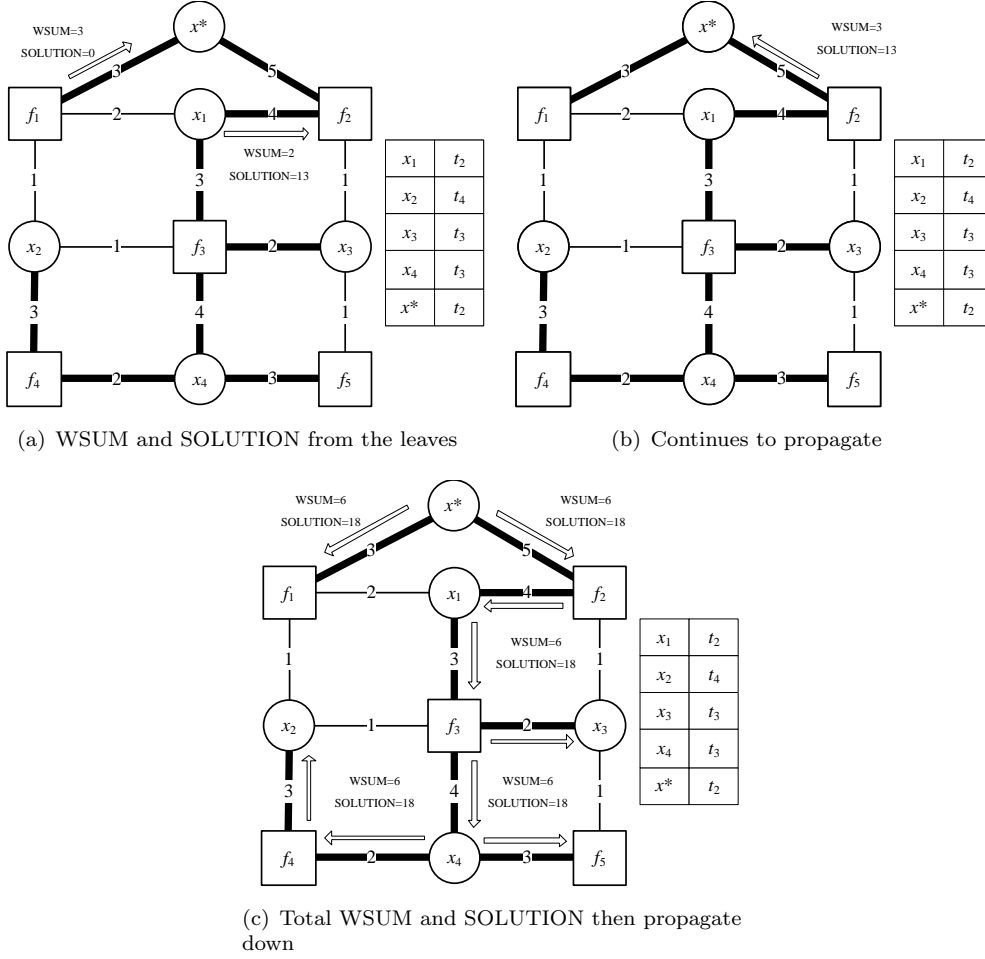 WSUM=3
SOLUTION=0
x*
3
5
f1
2
x1
4
f2
WSUM=2
SOLUTION=13
1
3
1
x2
1
f3
2
x3
3
4
1
f4
2
x4
3
f5
x1 t2
x2 t4
x3 t3
x4 t3
x* t2
(a) WSUM and SOLUTION from the leaves
x*
WSUM=3
SOLUTION=13
3
5
f1
2
x1
4
f2
1
3
1
x2
1
f3
2
x3
3
4
1
f4
2
x4
3
f5
x1 t2
x2 t4
x3 t3
x4 t3
x* t2
(b) Continues to propagate
WSUM=6
SOLUTION=18
x*
WSUM=6
SOLUTION=18
3
5
f1
2
x1
4
f2
WSUM=6
SOLUTION=18
1
3
1
x2
1
f3
2
x3
WSUM=6
SOLUTION=18
WSUM=6
SOLUTION=18
3
4
1
f4
2
x4
3
f5
x1 t2
x2 t4
x3 t3
x4 t3
x* t2
(c) Total WSUM and SOLUTION then propagate
down